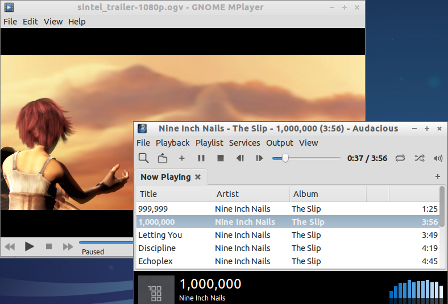 sintel_trailer-1080p.ogv - GNOME MPlayer
File Edit View Help
Paused
Nine Inch Nails - The Slip - 1,000,000 (3:56) - Audacious
File Playback Playlist Services Output View
0:37 / 3:56
Now Playing
Title Artist Album
999,999 Nine Inch Nails The Slip 1:25
1,000,000 Nine Inch Nails The Slip 3:56
Letting You Nine Inch Nails The Slip 3:49
Discipline Nine Inch Nails The Slip 4:19
Echoplex Nine Inch Nails The Slip 4:45
1,000,000
Nine Inch Nails